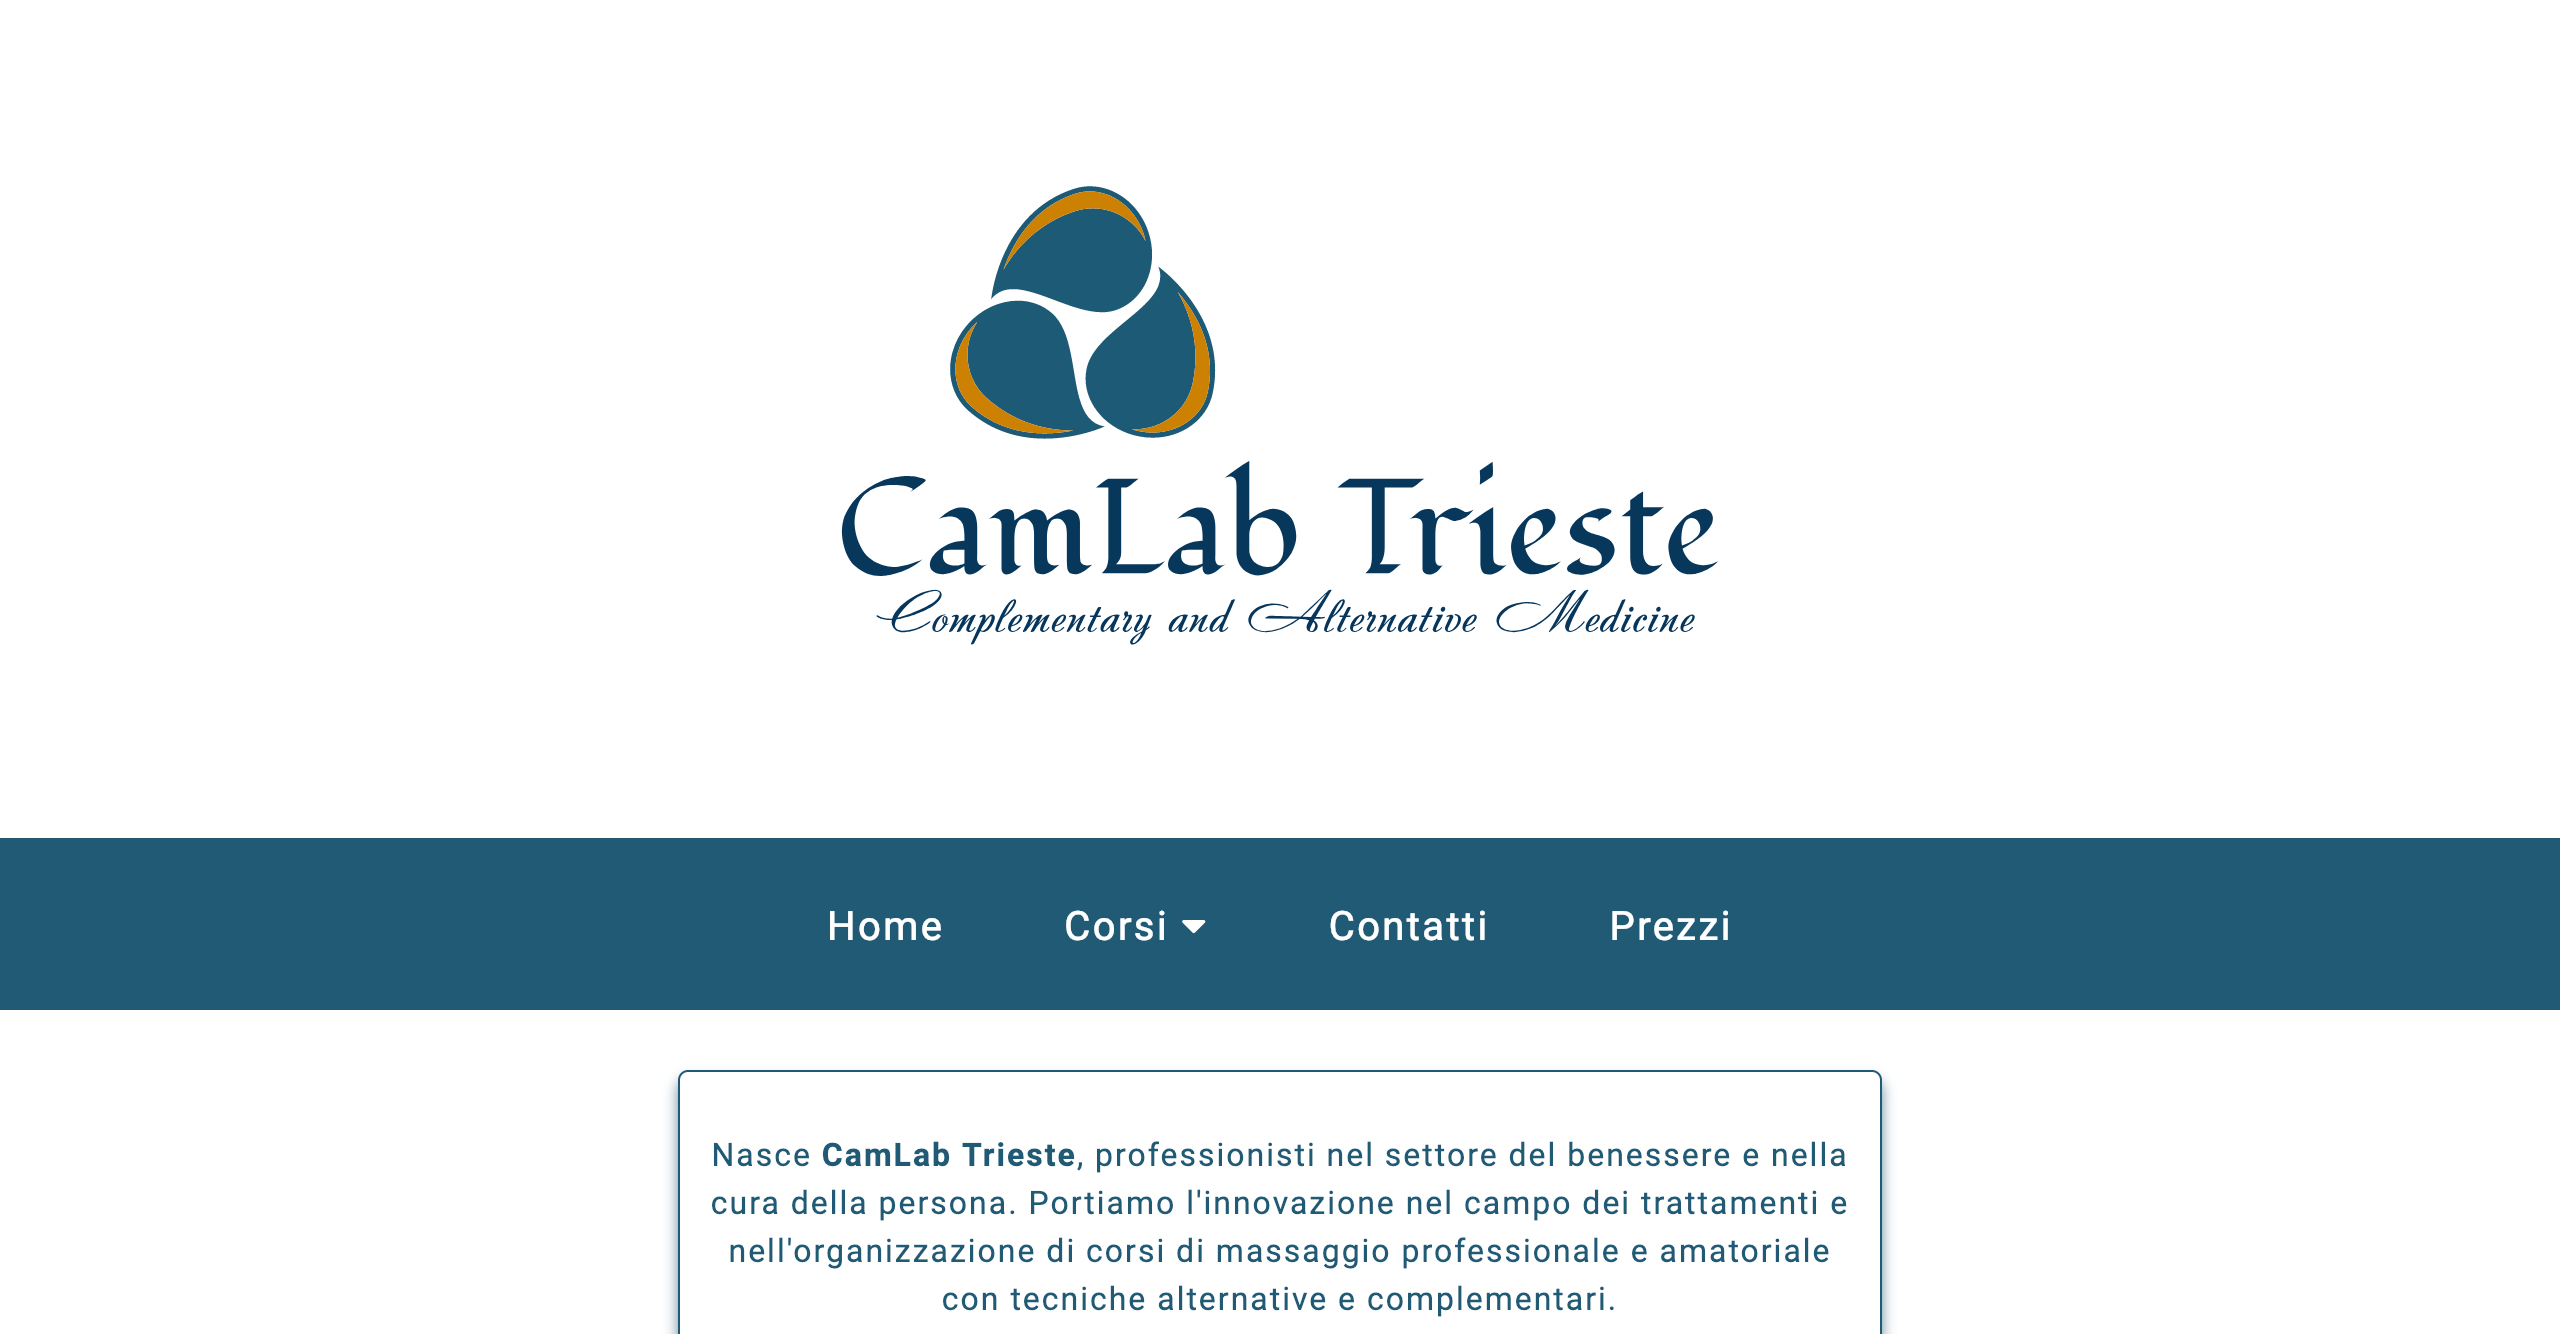 CamLab Trieste
Complementary and Alternative Medicine
Home Corsi Contatti Prezzi
Nasce CamLab Trieste, professionisti nel settore del benessere e nella
cura della persona. Portiamo l'innovazione nel campo dei trattamenti e
nell'organizzazione di corsi di massaggio professionale e amatoriale
con tecniche alternative e complementari.